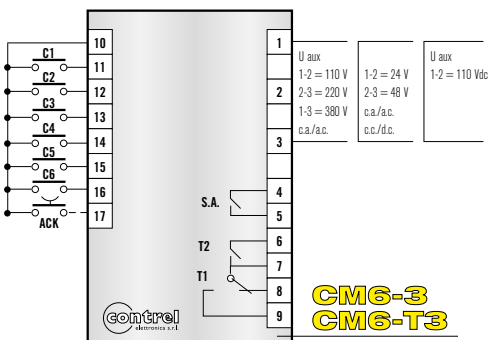 10
C1
11
C2
12
C3
13
C4
14
C5
15
C6
16
ACK
17
1
2
3
S.A.
4
5
T2
6
7
T1
8
9
U aux
1-2 = 110 V
2-3 = 220 V
1-3 = 380 V
c.a./a.c.
1-2 = 24 V
2-3 = 48 V
c.a./a.c.
c.c./d.c.
U aux
1-2 = 110 Vdc
contrel
elettronica s.r.l.
CM6-3
CM6-T3